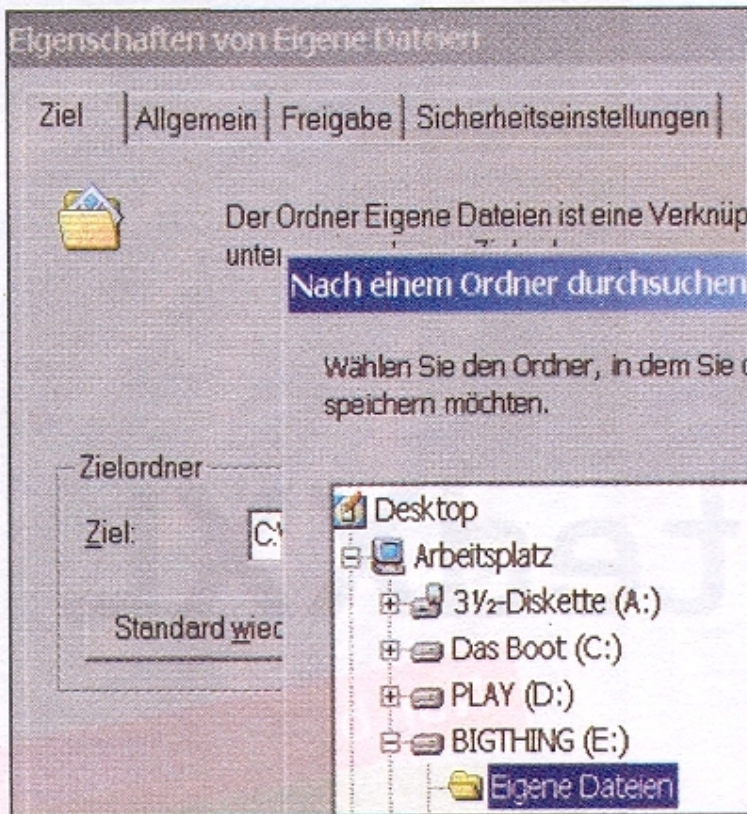 Eigenschaften von Eigene Dateien
Ziel
Allgemein
Freigabe
Sicherheitseinstellungen
Der Ordner Eigene Dateien ist eine Verknüp
unter
Nach einem Ordner durchsuchen
Wählen Sie den Ordner, in dem Sie d
speichern möchten.
Zielordner
Ziel:
C:\
Standard wied
Desktop
Arbeitsplatz
3½-Diskette (A:)
Das Boot (C:)
PLAY (D:)
BIGTHING (E:)
Eigene Dateien